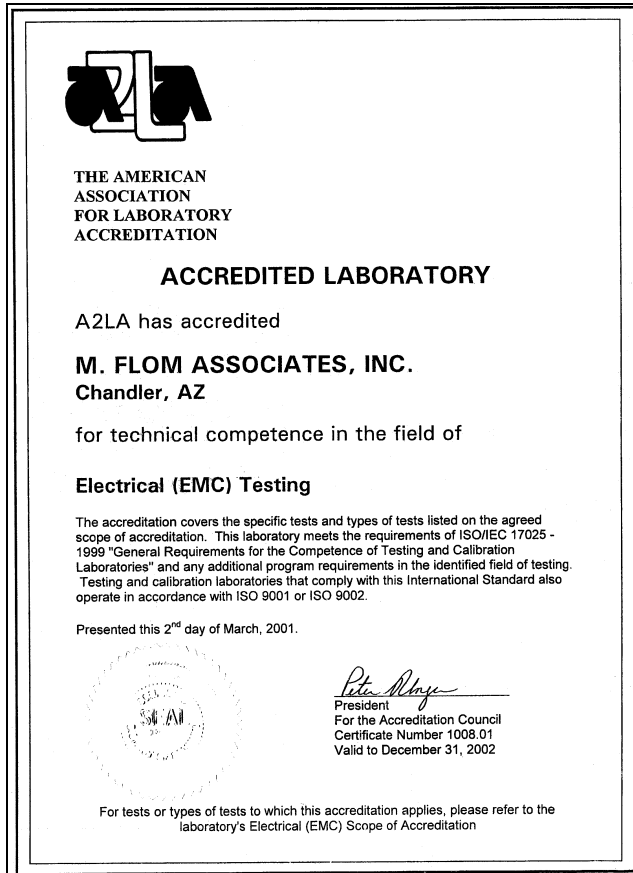 A2LA
THE AMERICAN
ASSOCIATION
FOR LABORATORY
ACCREDITATION
ACCREDITED LABORATORY
A2LA has accredited
M. FLOM ASSOCIATES, INC.
Chandler, AZ
for technical competence in the field of
Electrical (EMC) Testing
The accreditation covers the specific tests and types of tests listed on the agreed
scope of accreditation. This laboratory meets the requirements of ISO/IEC 17025 -
1999 "General Requirements for the Competence of Testing and Calibration
Laboratories" and any additional program requirements in the identified field of testing.
Testing and calibration laboratories that comply with this International Standard also
operate in accordance with ISO 9001 or ISO 9002.
Presented this 2nd day of March, 2001.
SEAL
Peter
President
For the Accreditation Council
Certificate Number 1008.01
Valid to December 31, 2002
For tests or types of tests to which this accreditation applies, please refer to the
laboratory's Electrical (EMC) Scope of Accreditation